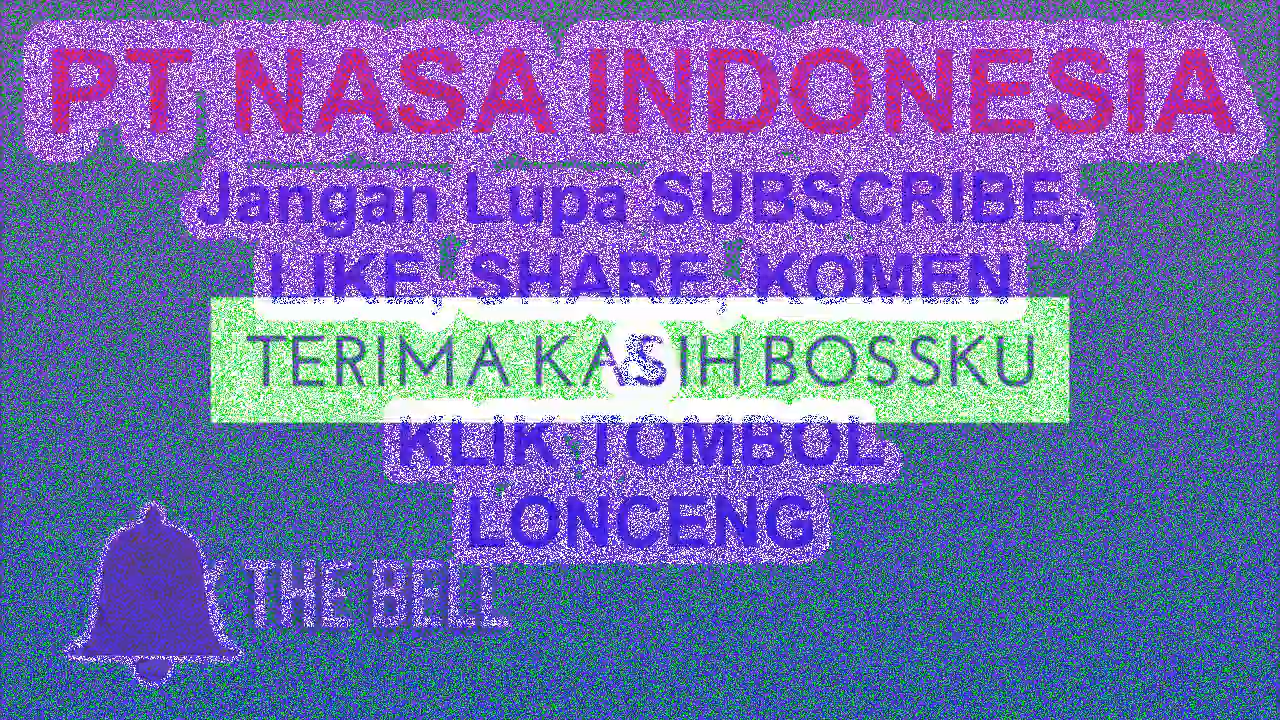 PT NASA INDONESIA
Jangan Lupa SUBSCRIBE,
LIKE, SHARE, KOMEN
TERIMA KASIH BOSSKU
KLIK TOMBOL
LONCENG
THE BELL